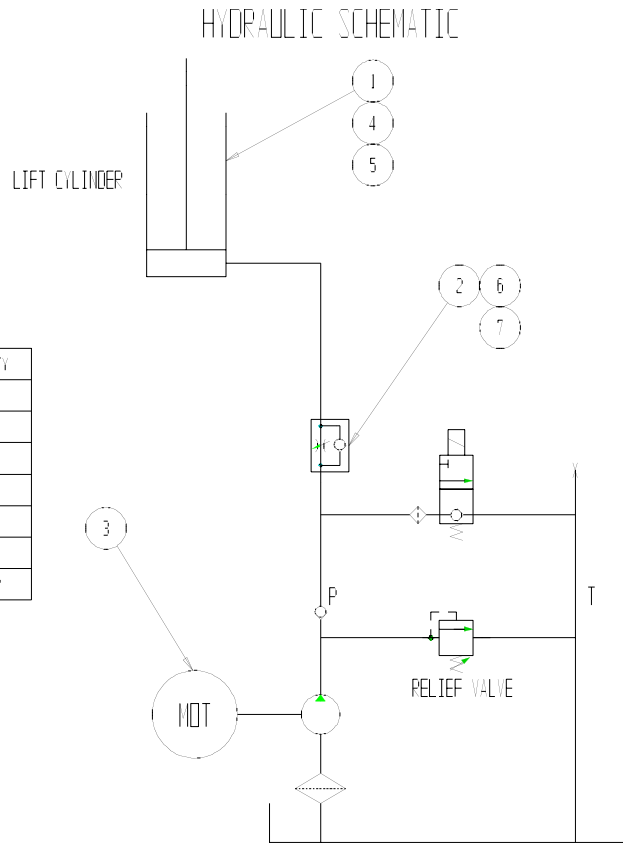 HYDRAULIC SCHEMATIC
1
4
5
LIFT CYLINDER
2 6
7
3
P
T
RELIEF VALVE
MOT